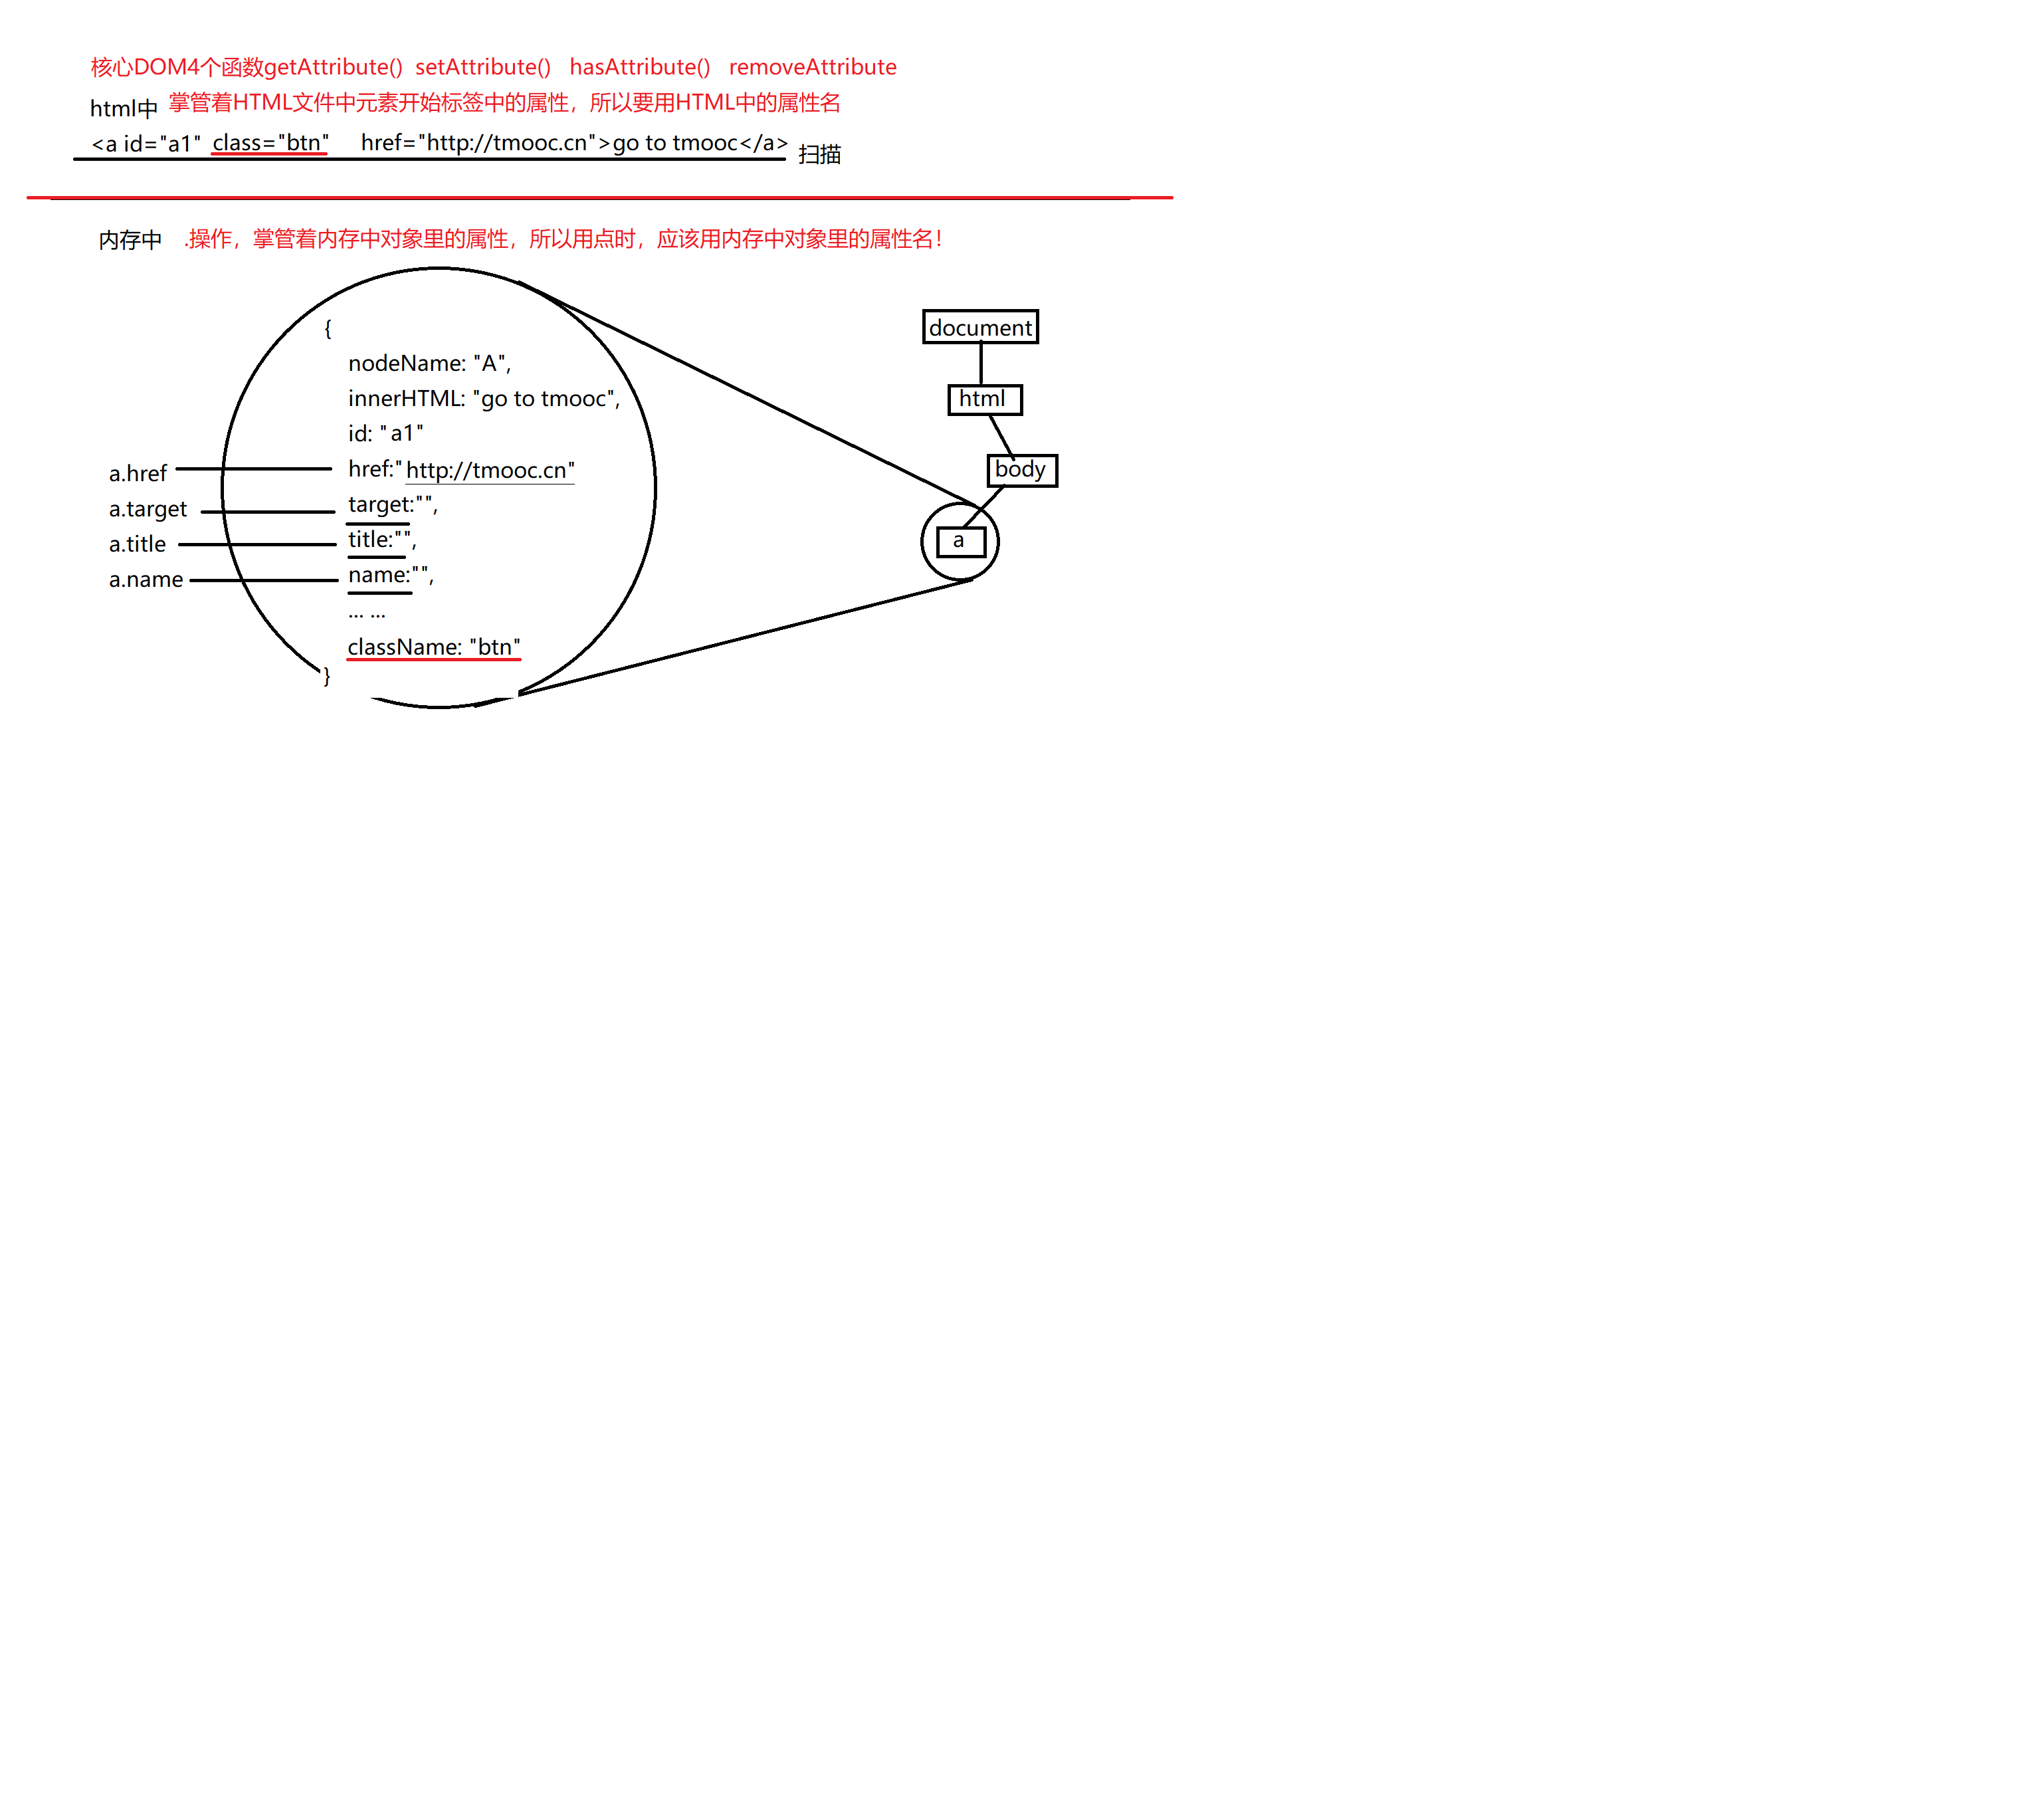 核心DOM4个函数getAttribute()  setAttribute()   hasAttribute()   removeAttribute
html中 掌管着HTML文件中元素开始标签中的属性，所以要用HTML中的属性名
<a id="a1" class="btn"    href="http://tmooc.cn">go to tmooc</a> 扫描
内存中   .操作，掌管着内存中对象里的属性，所以用点时，应该用内存中对象里的属性名！
{
nodeName: "A",
innerHTML: "go to tmooc",
id: "a1"
a.href
href:"http://tmooc.cn"
a.target
target:"",
a.title
title:"",
a.name
name:"",
... ...
className: "btn"
}
document
html
body
a